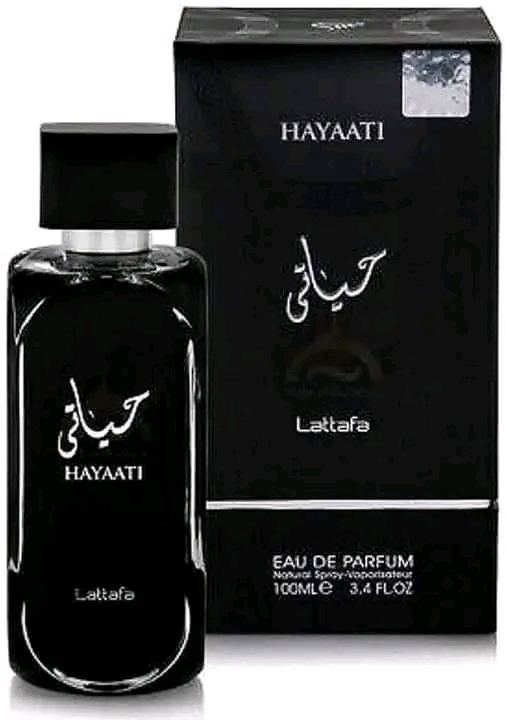 HAYAATI
حياتي
Lattafa
EAU DE PARFUM
Natural Spray-Vaporisateur
100ML℮ 3.4 FL.OZ
حياتي
HAYAATI
Lattafa